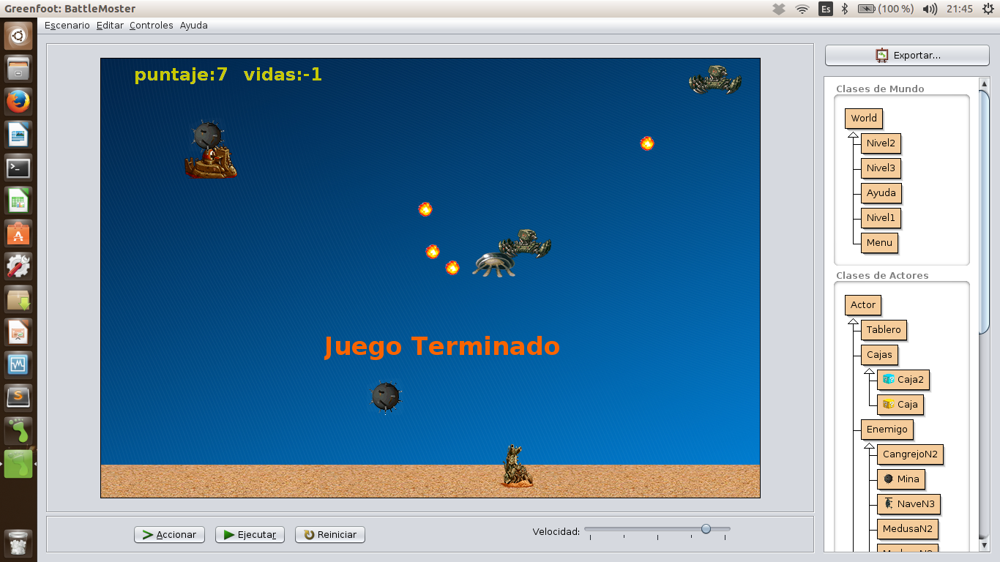 Greenfoot: BattleMoster
Es (100 %) 21:45
Escenario Editar Controles Ayuda
puntaje:7 vidas:-1
Juego Terminado
Accionar Ejecutar Reiniciar
Velocidad:
Exportar...
Clases de Mundo
World
Nivel2
Nivel3
Ayuda
Nivel1
Menu
Clases de Actores
Actor
Tablero
Cajas
Caja2
Caja
Enemigo
CangrejoN2
Mina
NaveN3
MedusaN2